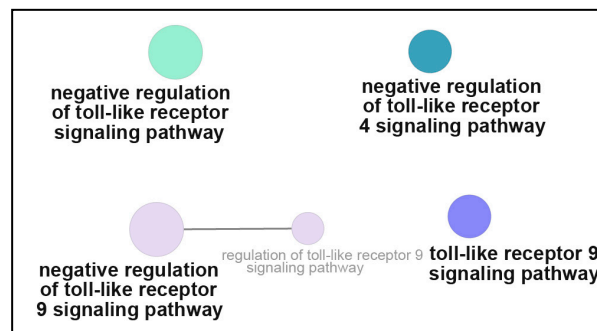 negative regulation
of toll-like receptor
signaling pathway
negative regulation
of toll-like receptor
4 signaling pathway
negative regulation
of toll-like receptor
9 signaling pathway
regulation of toll-like receptor 9
signaling pathway
toll-like receptor 9
signaling pathway